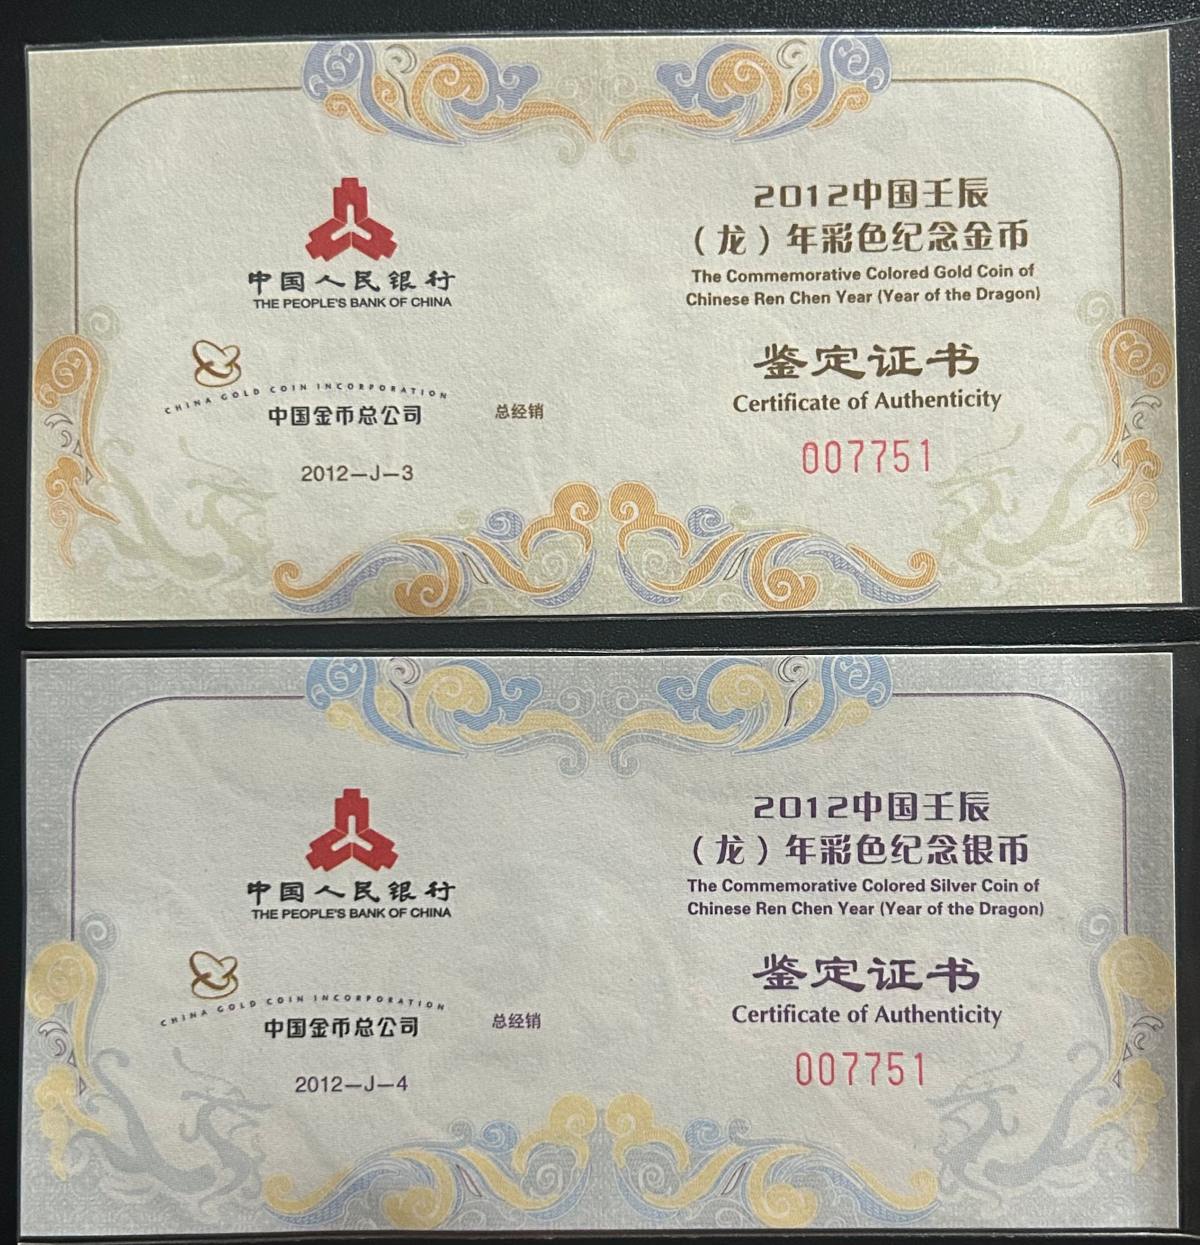 中国人民银行
THE PEOPLE'S BANK OF CHINA
CHINA GOLD COIN INCORPORATION
中国金币总公司
总经销
2012—J—3
2012中国壬辰
（龙）年彩色纪念金币
The Commemorative Colored Gold Coin of
Chinese Ren Chen Year (Year of the Dragon)
鉴定证书
Certificate of Authenticity
007751
中国人民银行
THE PEOPLE'S BANK OF CHINA
CHINA GOLD COIN INCORPORATION
中国金币总公司
总经销
2012—J—4
2012中国壬辰
（龙）年彩色纪念银币
The Commemorative Colored Silver Coin of
Chinese Ren Chen Year (Year of the Dragon)
鉴定证书
Certificate of Authenticity
007751